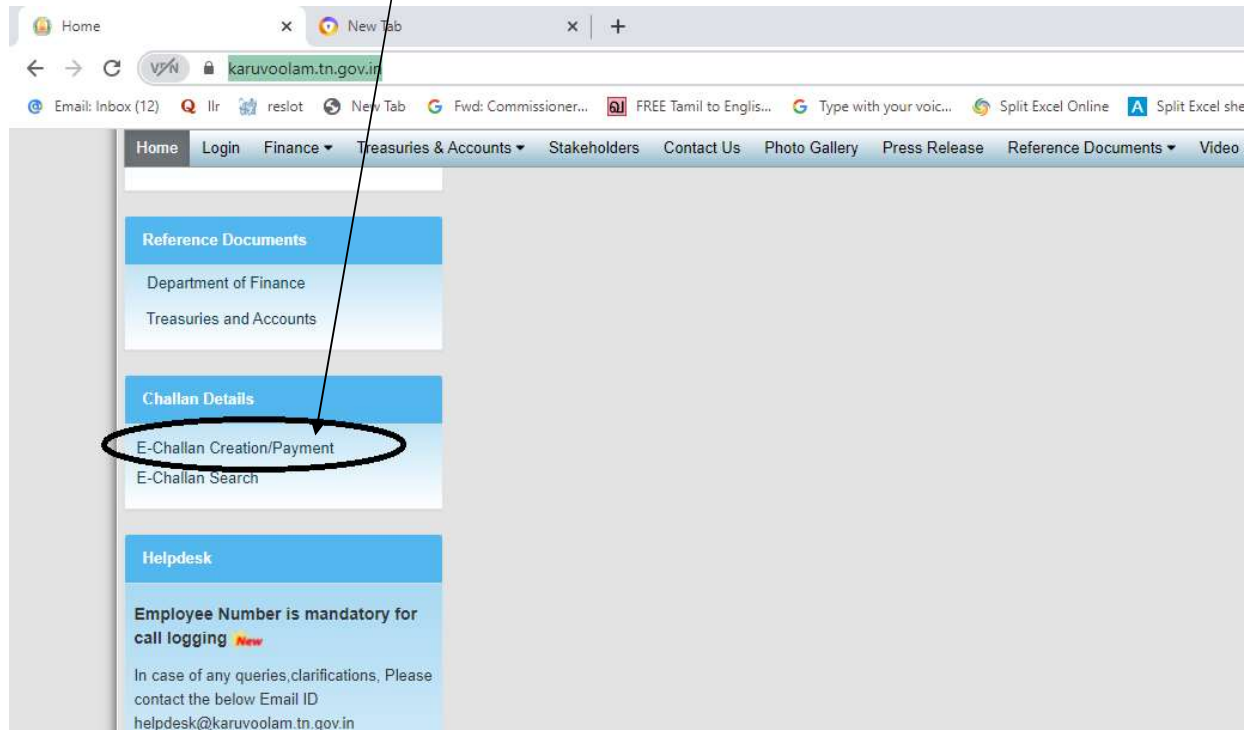 Home
New Tab
VPN
karuvoolam.tn.gov.in
Email: Inbox (12) llr reslot New Tab Fwd: Commissioner... FREE Tamil to Englis... Type with your voic... Split Excel Online Split Excel she
Home Login Finance Treasuries & Accounts Stakeholders Contact Us Photo Gallery Press Release Reference Documents Video
Reference Documents
Department of Finance
Treasuries and Accounts
Challan Details
E-Challan Creation/Payment
E-Challan Search
Helpdesk
Employee Number is mandatory for
call logging New
In case of any queries,clarifications, Please
contact the below Email ID
helpdesk@karuvoolam.tn.gov.in